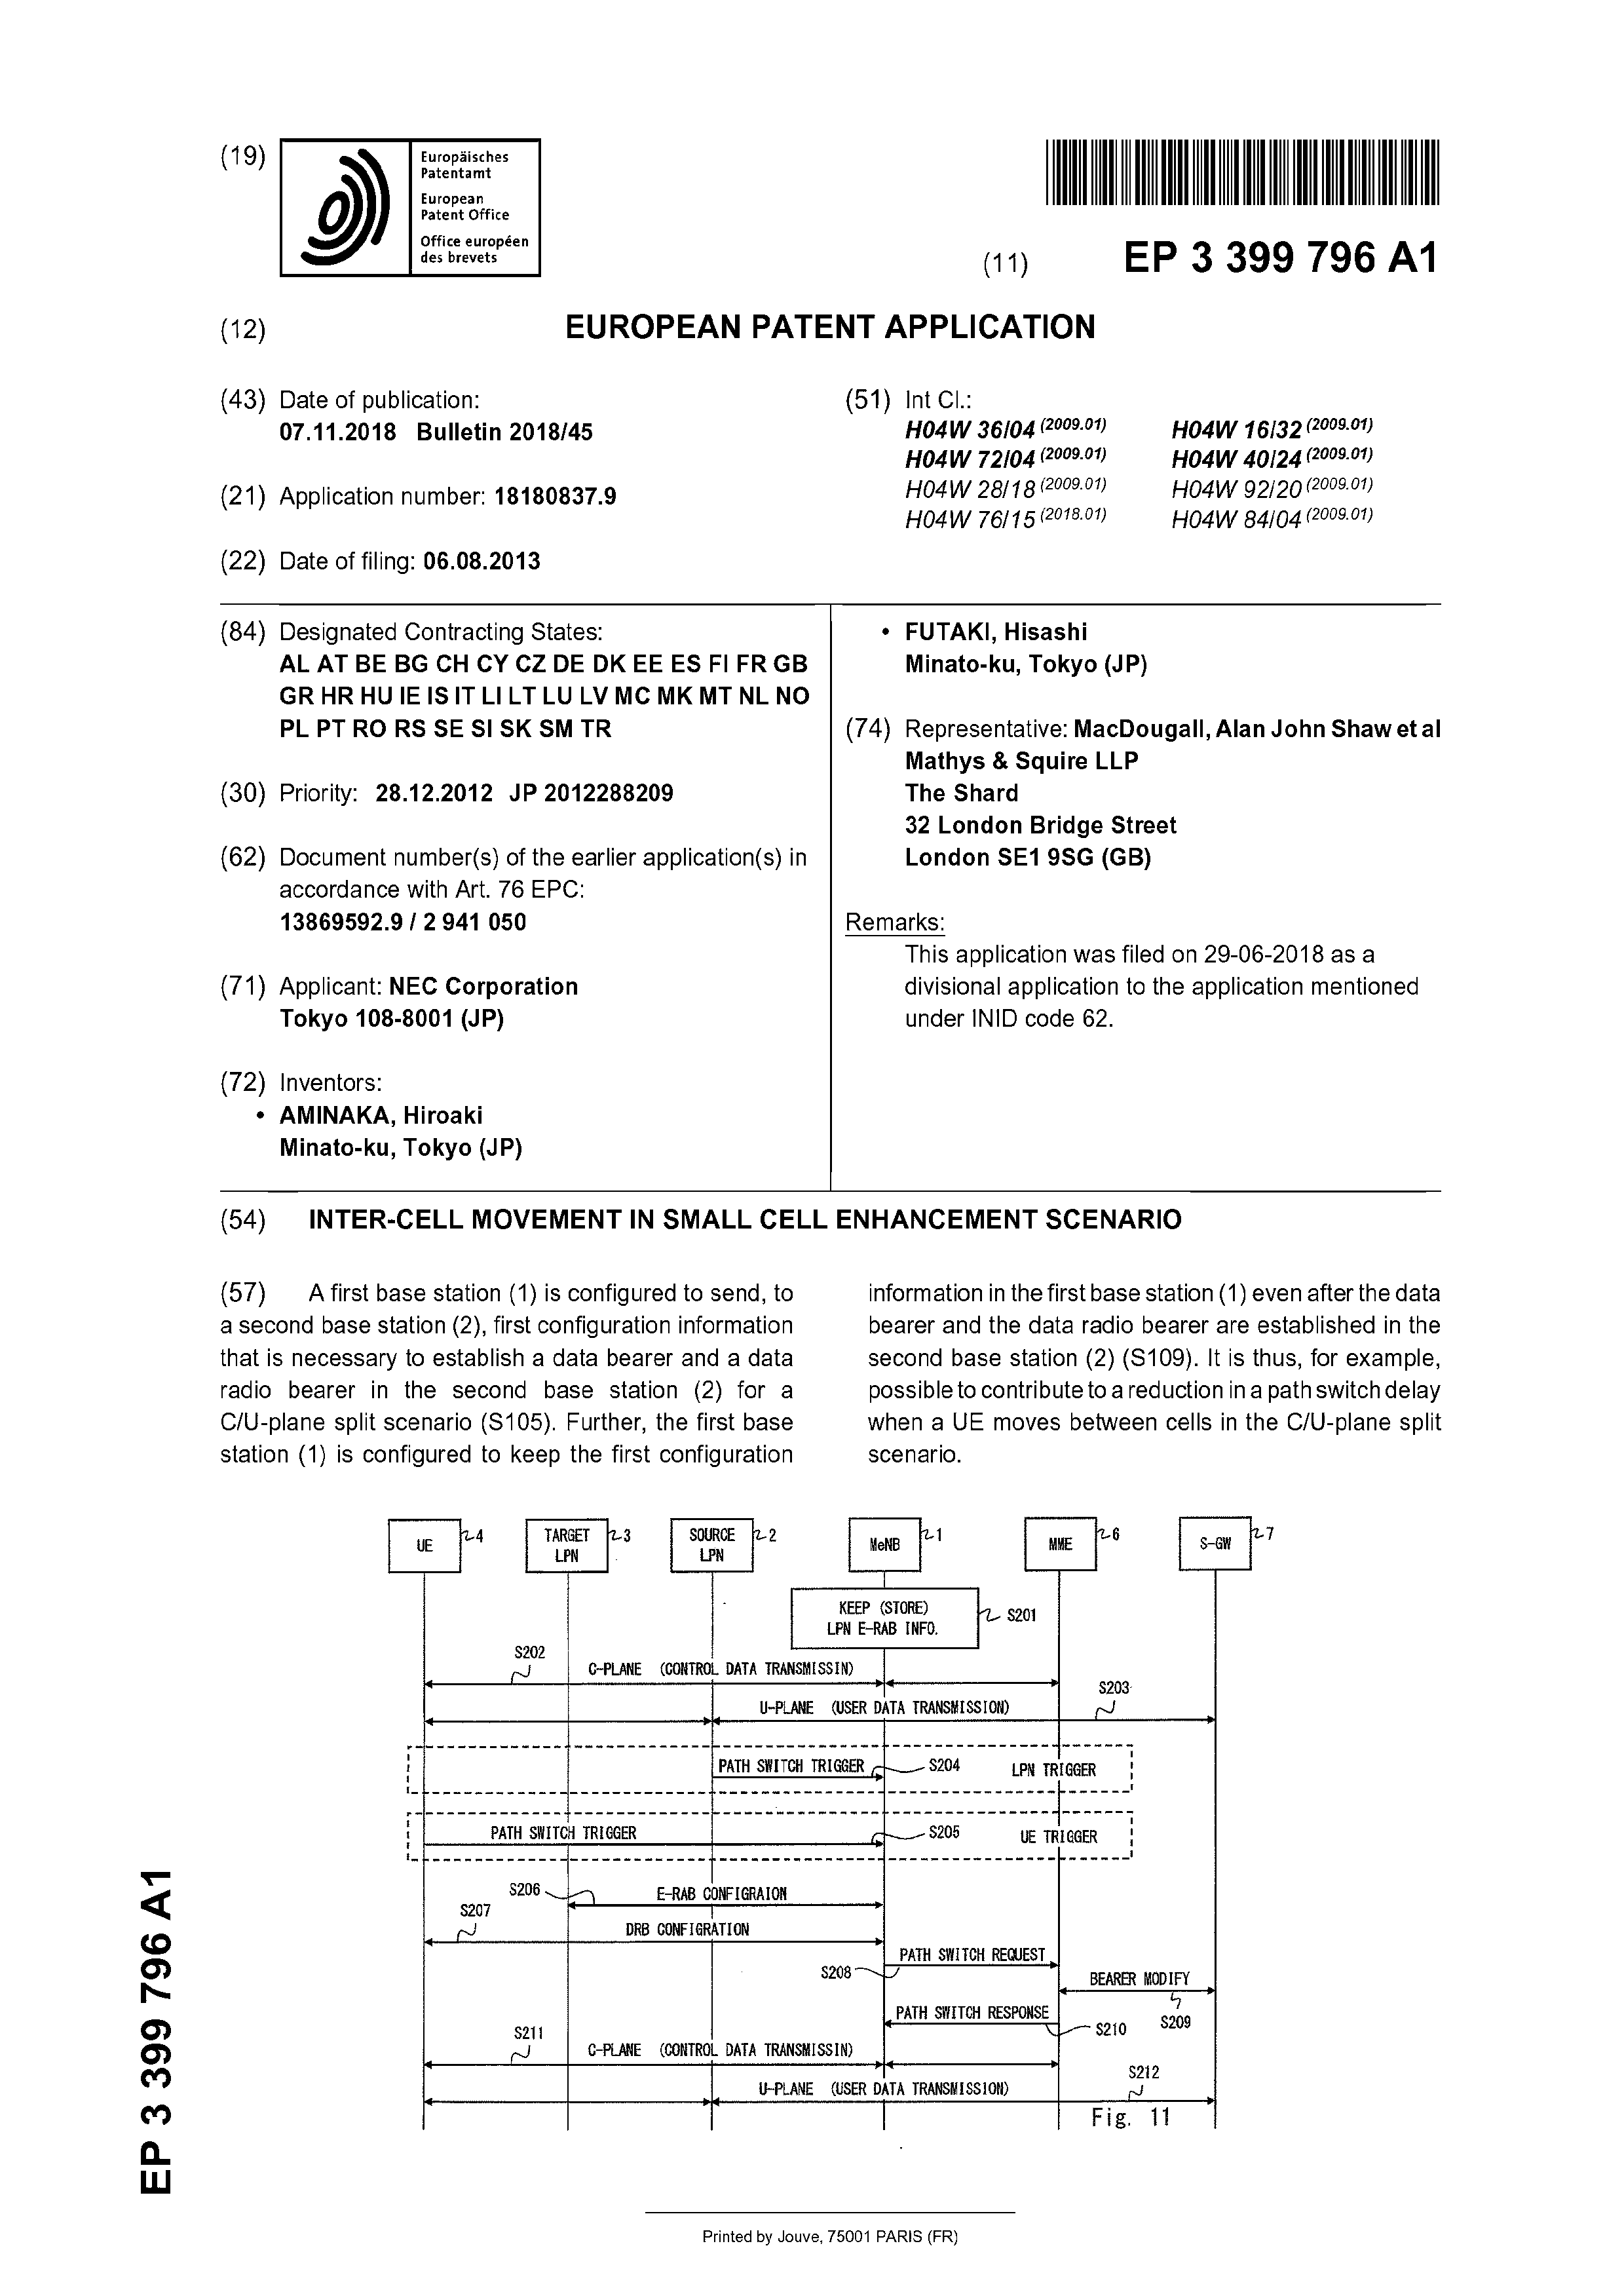 (19)
Europäisches
Patentamt
European
Patent Office
Office européen
des brevets
(11) EP 3 399 796 A1
(12) EUROPEAN PATENT APPLICATION
(43) Date of publication:
07.11.2018 Bulletin 2018/45
(21) Application number: 18180837.9
(22) Date of filing: 06.08.2013
(51) Int Cl.:
H04W 36/04 (2009.01) H04W 16/32 (2009.01)
H04W 72/04 (2009.01) H04W 40/24 (2009.01)
H04W 28/18 (2009.01) H04W 92/20 (2009.01)
H04W 76/15 (2018.01) H04W 84/04 (2009.01)
(84) Designated Contracting States:
AL AT BE BG CH CY CZ DE DK EE ES FI FR GB
GR HR HU IE IS IT LI LT LU LV MC MK MT NL NO
PL PT RO RS SE SI SK SM TR
(30) Priority: 28.12.2012 JP 2012288209
(62) Document number(s) of the earlier application(s) in
accordance with Art. 76 EPC:
13869592.9 / 2 941 050
(71) Applicant: NEC Corporation
Tokyo 108-8001 (JP)
(72) Inventors:
• AMINAKA, Hiroaki
Minato-ku, Tokyo (JP)
• FUTAKI, Hisashi
Minato-ku, Tokyo (JP)
(74) Representative: MacDougall, Alan John Shaw et al
Mathys & Squire LLP
The Shard
32 London Bridge Street
London SE1 9SG (GB)
Remarks:
This application was filed on 29-06-2018 as a
divisional application to the application mentioned
under INID code 62.
(54) INTER-CELL MOVEMENT IN SMALL CELL ENHANCEMENT SCENARIO
(57) A first base station (1) is configured to send, to
a second base station (2), first configuration information
that is necessary to establish a data bearer and a data
radio bearer in the second base station (2) for a
C/U-plane split scenario (S105). Further, the first base
station (1) is configured to keep the first configuration
information in the first base station (1) even after the data
bearer and the data radio bearer are established in the
second base station (2) (S109). It is thus, for example,
possible to contribute to a reduction in a path switch delay
when a UE moves between cells in the C/U-plane split
scenario.
UE 4
TARGET
LPN 3
SOURCE
LPN 2
MeNB 1
MME 6
S-GW 7
KEEP (STORE)
LPN E-RAB INFO.
S201
S202
C-PLANE (CONTROL DATA TRANSMISSIN)
S203
U-PLANE (USER DATA TRANSMISSION)
PATH SWITCH TRIGGER S204 LPN TRIGGER
PATH SWITCH TRIGGER S205 UE TRIGGER
S206 E-RAB CONFIGRAION
S207
DRB CONFIGRATION
PATH SWITCH REQUEST
S208
BEARER MODIFY
S209
PATH SWITCH RESPONSE
S210
S211
C-PLANE (CONTROL DATA TRANSMISSIN)
S212
U-PLANE (USER DATA TRANSMISSION)
Fig. 11
EP 3 399 796 A1
Printed by Jouve, 75001 PARIS (FR)